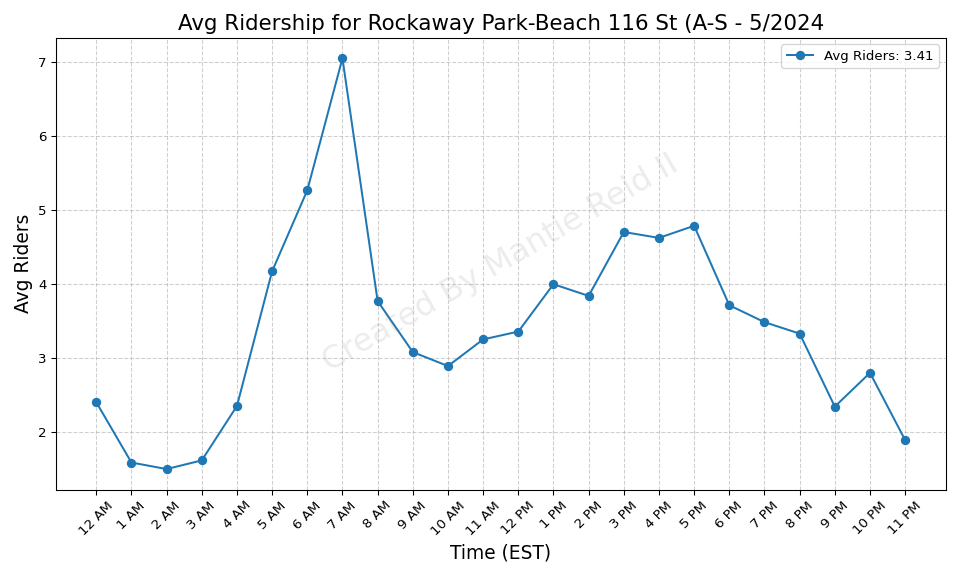 Avg Ridership for Rockaway Park-Beach 116 St (A-S - 5/2024
Avg Riders: 3.41
7
6
5
4
3
2
Avg Riders
Created By Mantie Reid II
12 AM 1 AM 2 AM 3 AM 4 AM 5 AM 6 AM 7 AM 8 AM 9 AM 10 AM 11 AM 12 PM 1 PM 2 PM 3 PM 4 PM 5 PM 6 PM 7 PM 8 PM 9 PM 10 PM 11 PM
Time (EST)